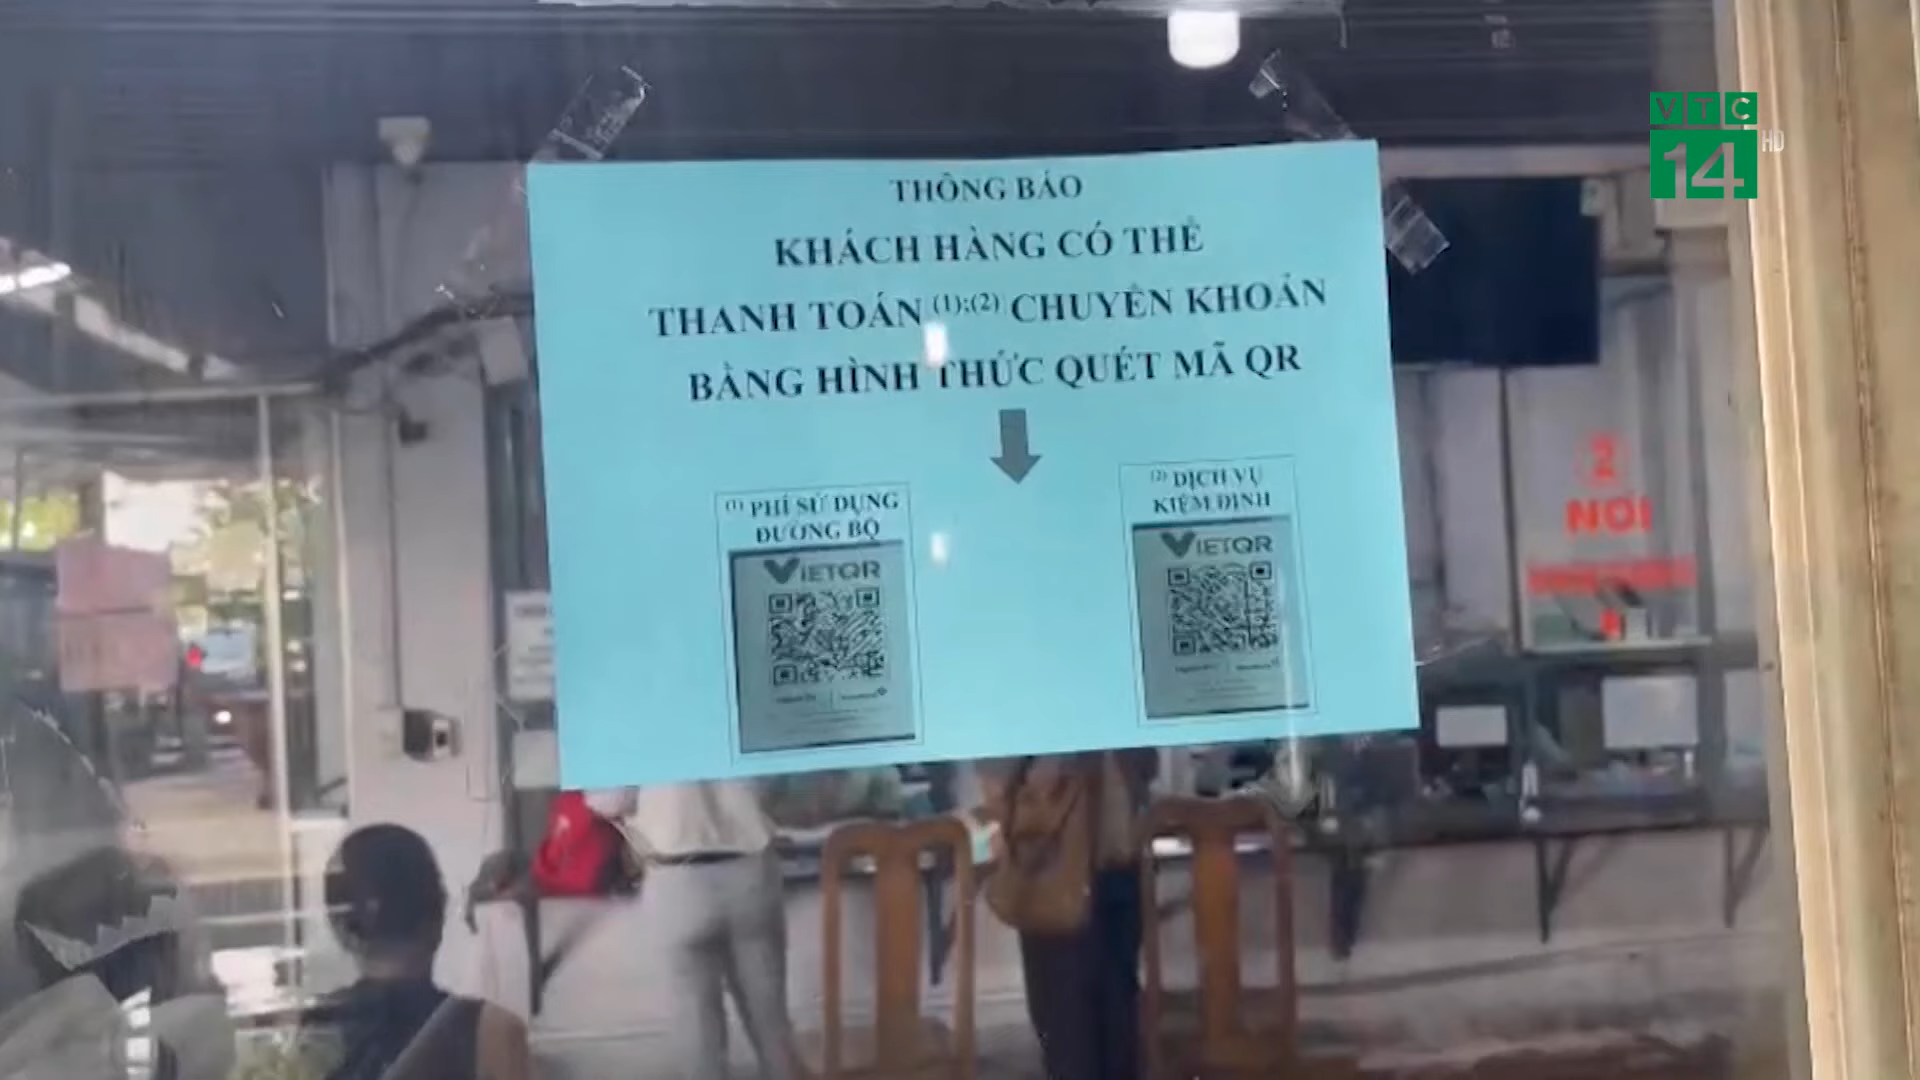 VTC
14 HD
THÔNG BÁO
KHÁCH HÀNG CÓ THỂ
THANH TOÁN (1);(2) CHUYỂN KHOẢN
BẰNG HÌNH THỨC QUÉT MÃ QR
(1) PHÍ SỬ DỤNG
ĐƯỜNG BỘ
VIETQR
(2) DỊCH VỤ
KIỂM ĐỊNH
VIETQR
2